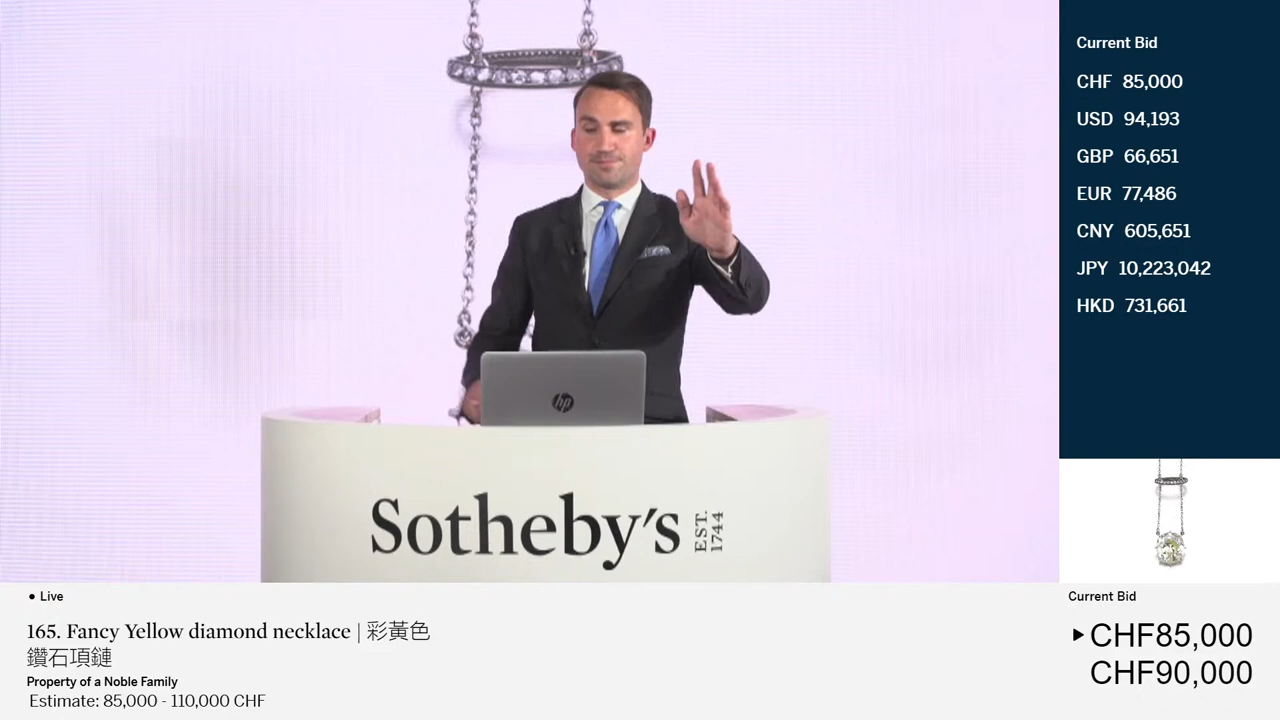 Current Bid
CHF 85,000
USD 94,193
GBP 66,651
EUR 77,486
CNY 605,651
JPY 10,223,042
HKD 731,661
hp
Sotheby's
EST.
1744
• Live
165. Fancy Yellow diamond necklace | 彩黃色
鑽石項鏈
Property of a Noble Family
Estimate: 85,000 - 110,000 CHF
Current Bid
CHF85,000
CHF90,000